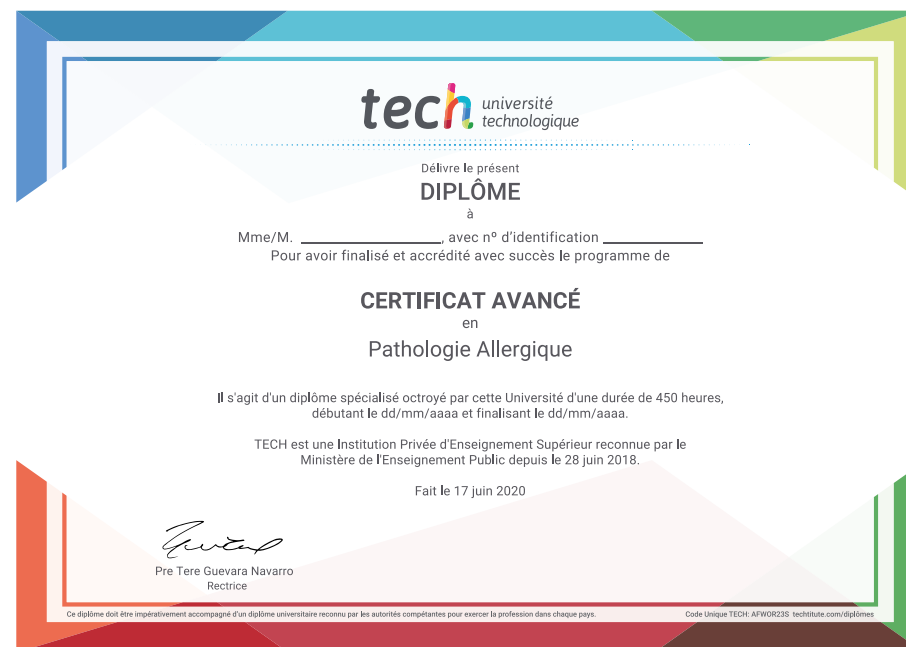 tech université
technologique
Délivre le présent
DIPLÔME
à
Mme/M. ____________________, avec nº d'identification ______________
Pour avoir finalisé et accrédité avec succès le programme de
CERTIFICAT AVANCÉ
en
Pathologie Allergique
Il s'agit d'un diplôme spécialisé octroyé par cette Université d'une durée de 450 heures,
débutant le dd/mm/aaaa et finalisant le dd/mm/aaaa.
TECH est une Institution Privée d'Enseignement Supérieur reconnue par le
Ministère de l'Enseignement Public depuis le 28 juin 2018.
Fait le 17 juin 2020
Pre Tere Guevara Navarro
Rectrice
Ce diplôme doit être impérativement accompagné d'un diplôme universitaire reconnu par les autorités compétentes pour exercer la profession dans chaque pays.
Code Unique TECH: AFWOR23S techtitute.com/diplômes